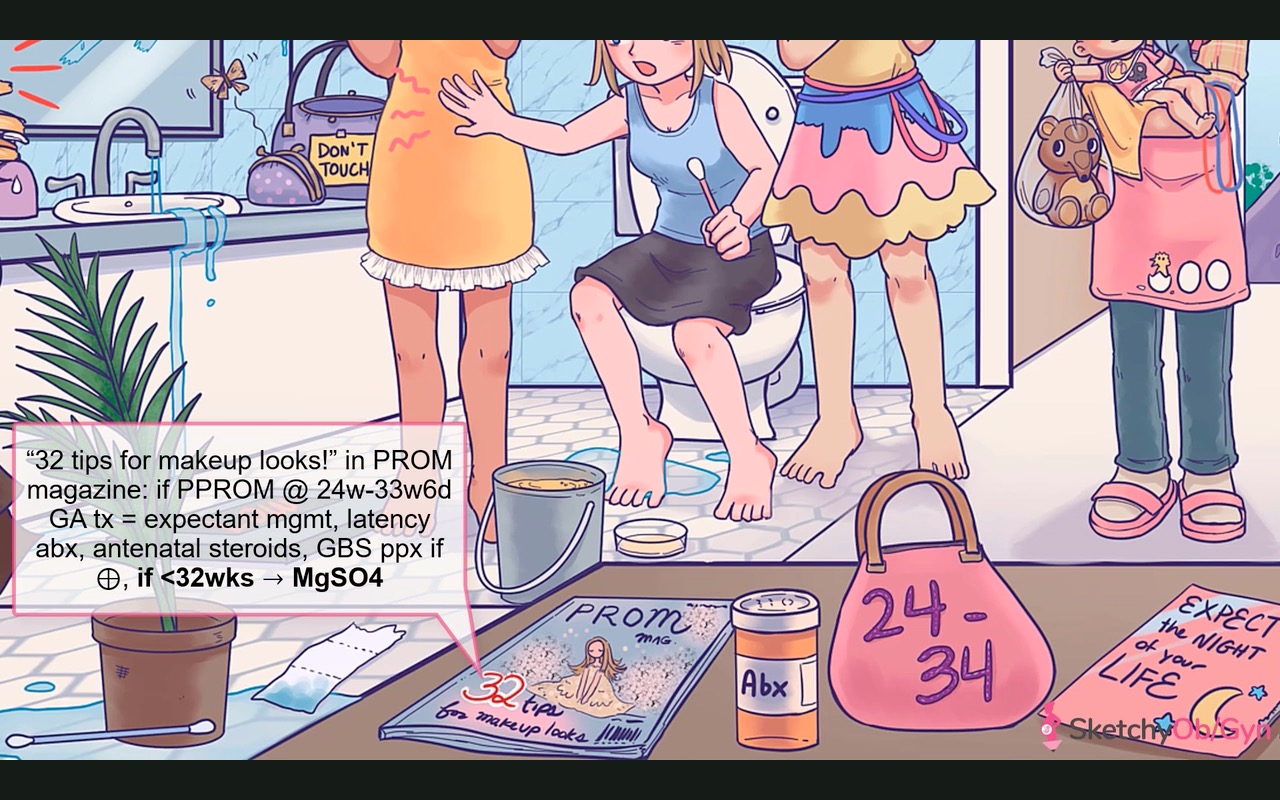 DON'T
TOUCH
“32 tips for makeup looks!” in PROM
magazine: if PPROM @ 24w-33w6d
GA tx = expectant mgmt, latency
abx, antenatal steroids, GBS ppx if
⊕, if <32wks → MgSO4
PROM
MAG.
32 tips
for makeup looks
Abx
24-
34
EXPECT
the NIGHT
of your
LIFE
SketchyOb/Gyn